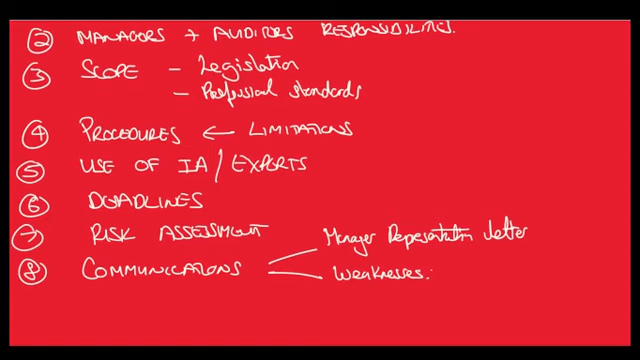 ② MANAGERS + AUDITORS RESPONSIBILITIES.
③ SCOPE – Legislation
– Professional standards
④ PROCEDURES ← LIMITATIONS
⑤ USE OF IA / EXPERTS
⑥ DEADLINES
⑦ RISK ASSESSMENT
Manager Representation letter
⑧ COMMUNICATIONS
Weaknesses.